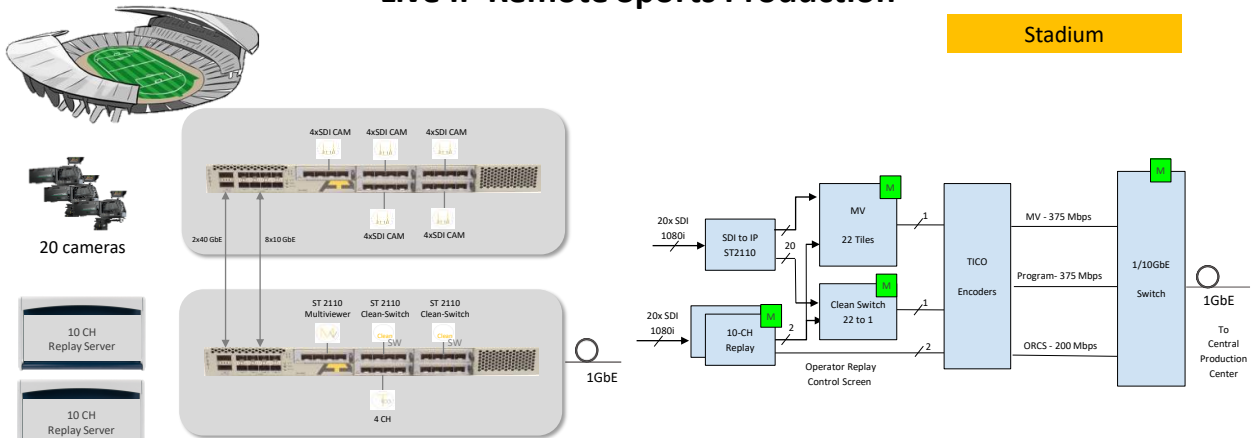 Live IP Remote Sports Production
Stadium
4xSDI CAM
4xSDI CAM
4xSDI CAM
4xSDI CAM
4xSDI CAM
20 cameras
2x40 GbE
8x10 GbE
ST 2110
Multiviewer
ST 2110
Clean-Switch
ST 2110
Clean-Switch
SW
SW
4 CH
1GbE
10 CH
Replay Server
10 CH
Replay Server
20x SDI
1080i
SDI to IP
ST2110
20
20x SDI
1080i
10-CH
Replay
M
2
Operator Replay
Control Screen
MV
22 Tiles
M
1
Clean Switch
22 to 1
M
1
2
TICO
Encoders
MV - 375 Mbps
Program- 375 Mbps
ORCS - 200 Mbps
M
1/10GbE
Switch
1GbE
To
Central
Production
Center